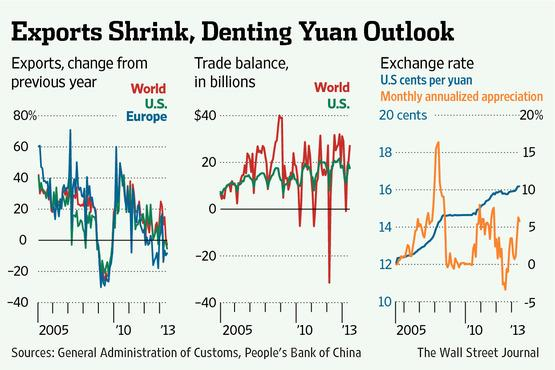 Exports Shrink, Denting Yuan Outlook
Exports, change from
previous year
World
U.S.
Europe
80%
60
40
20
0
−20
−40
2005
'10
'13
Trade balance,
in billions
World
U.S.
$40
20
0
−20
−40
2005
'10
'13
Exchange rate
U.S cents per yuan
Monthly annualized appreciation
20 cents
20%
18
15
16
10
14
5
12
0
10
-5
2005
'10
'13
Sources: General Administration of Customs, People's Bank of China
The Wall Street Journal